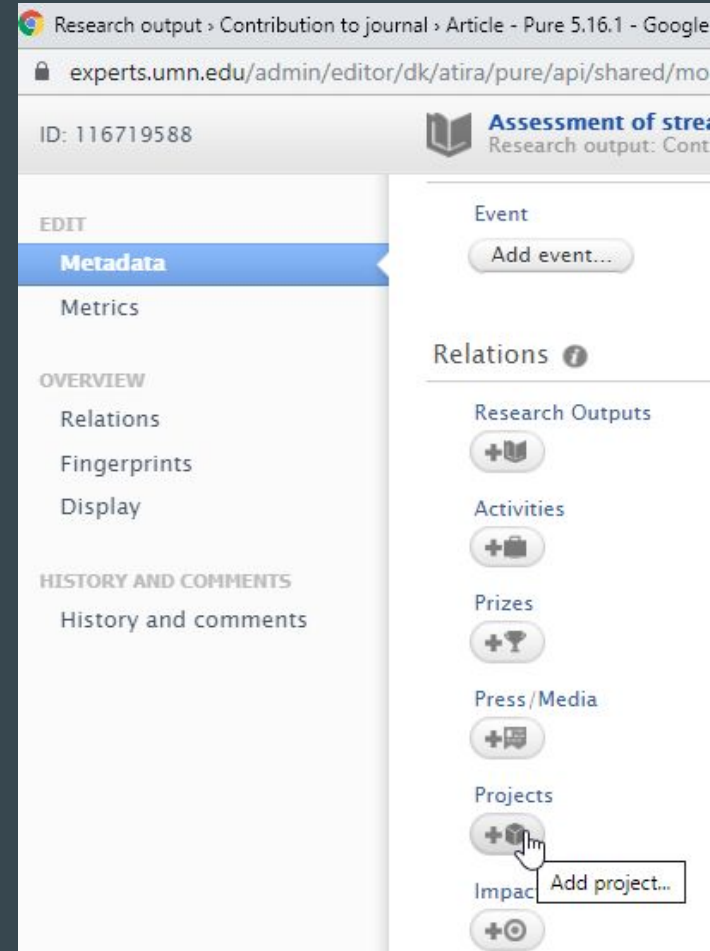 Research output › Contribution to journal › Article - Pure 5.16.1 - Google
experts.umn.edu/admin/editor/dk/atira/pure/api/shared/mo
ID: 116719588
Assessment of strea
Research output: Cont
EDIT
Metadata
Metrics
OVERVIEW
Relations
Fingerprints
Display
HISTORY AND COMMENTS
History and comments
Event
Add event...
Relations
Research Outputs
Activities
Prizes
Press/Media
Projects
Add project...
Impac